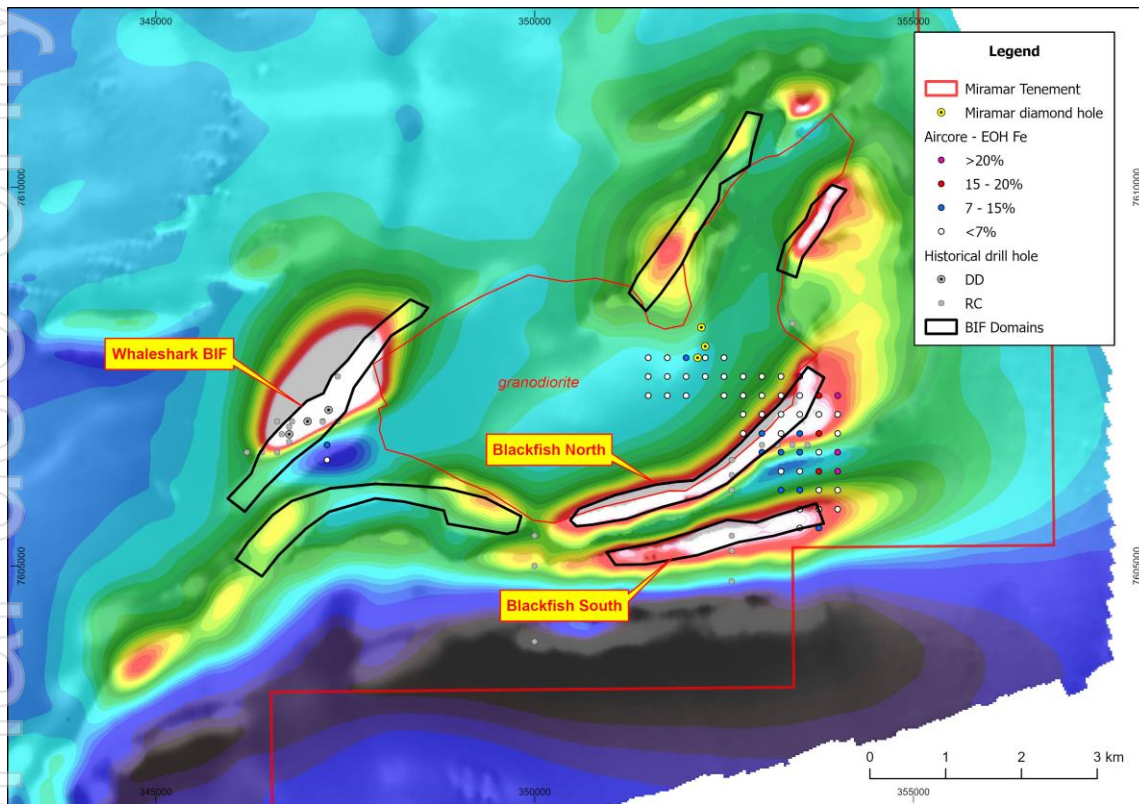 345000
350000
355000
Legend
Miramar Tenement
Miramar diamond hole
Aircore - EOH Fe
>20%
15 - 20%
7 - 15%
<7%
Historical drill hole
DD
RC
BIF Domains
7610000
7610000
Whaleshark BIF
granodiorite
Blackfish North
Blackfish South
7605000
7605000
0 1 2 3 km
345000
350000
355000